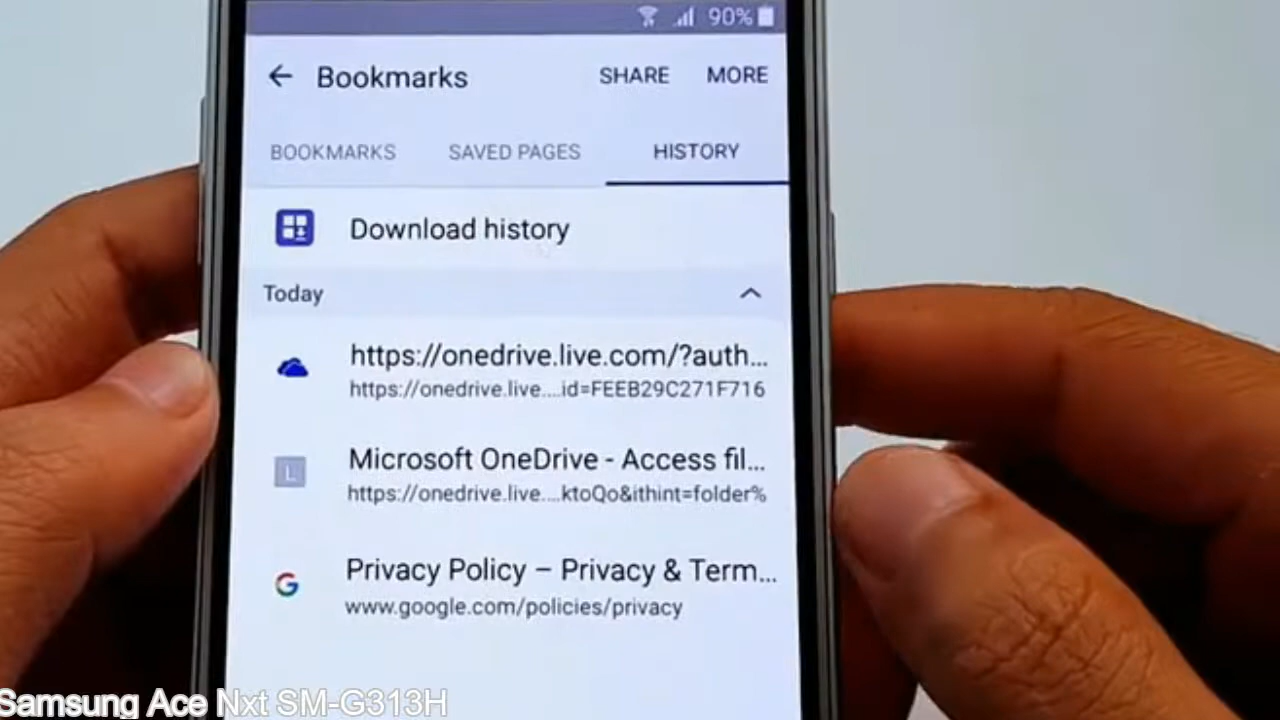 90%
Bookmarks SHARE MORE
BOOKMARKS SAVED PAGES HISTORY
Download history
Today
https://onedrive.live.com/?auth...
https://onedrive.live....id=FEEB29C271F716
L
Microsoft OneDrive - Access fil...
https://onedrive.live....ktoQo&ithint=folder%
G
Privacy Policy – Privacy & Term...
www.google.com/policies/privacy
Samsung Ace Nxt SM-G313H